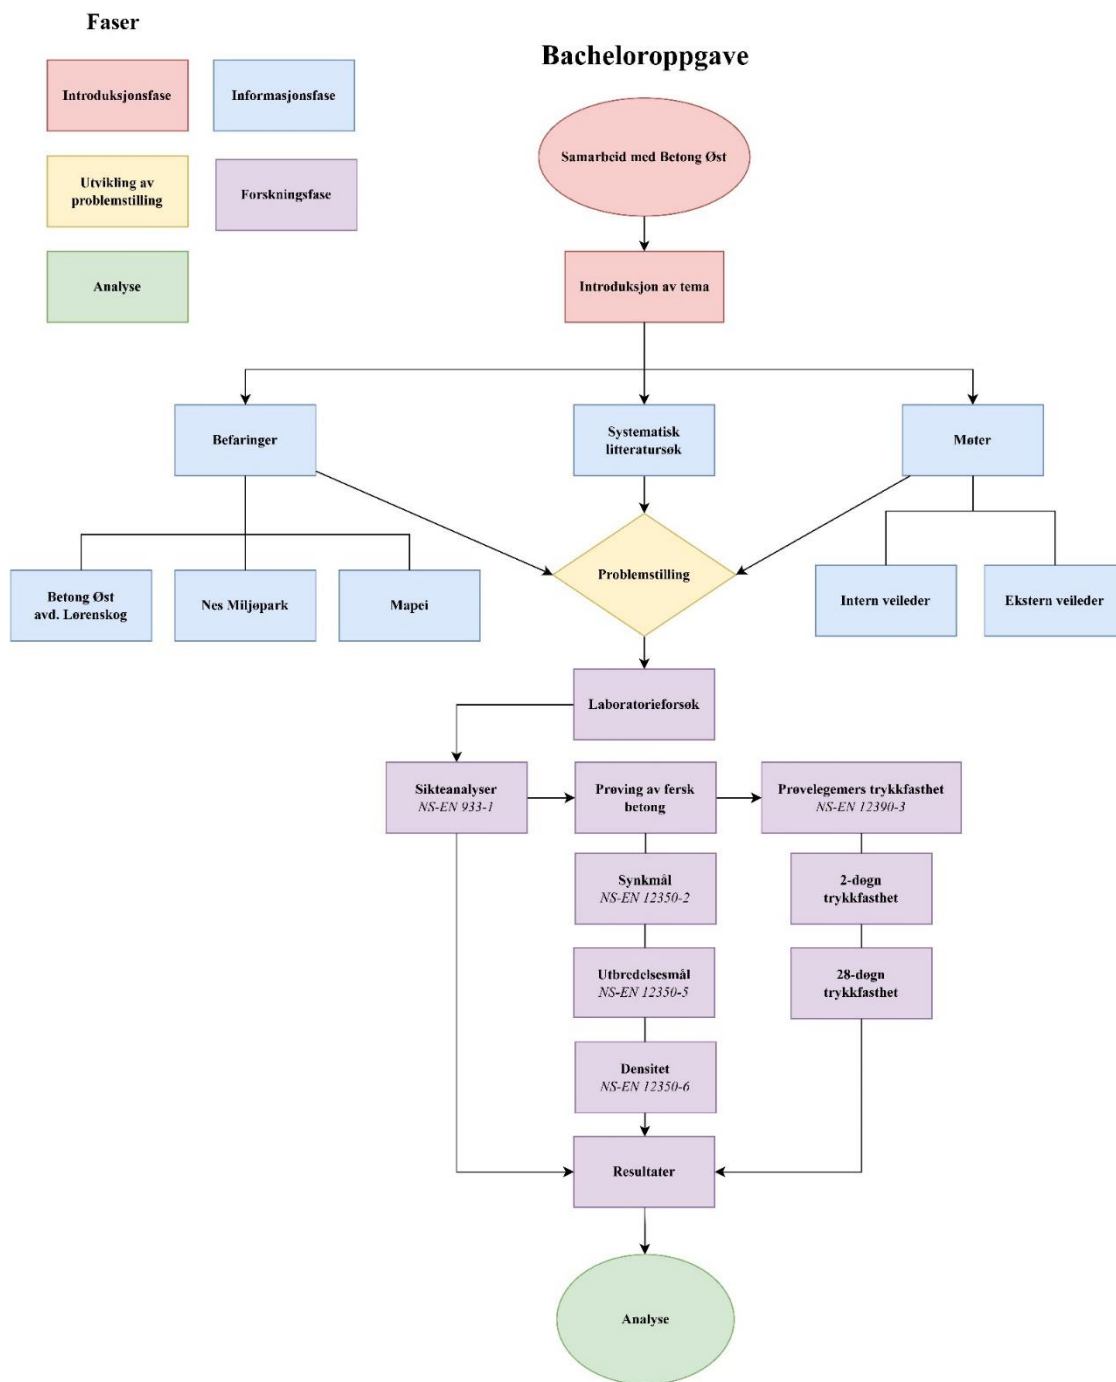 Faser
Bacheloroppgave
Introduksjonsfase
Informasjonsfase
Utvikling av
problemstilling
Forskningsfase
Analyse
Samarbeid med Betong Øst
Introduksjon av tema
Befaringer
Systematisk
litteratursøk
Møter
Betong Øst
avd. Lørenskog
Nes Miljøpark
Mapei
Problemstilling
Intern veileder
Ekstern veileder
Laboratorieforsøk
Sikteanalyser
NS-EN 933-1
Prøving av fersk
betong
Prøvelegemers trykkfasthet
NS-EN 12390-3
Synkmål
NS-EN 12350-2
2-døgn
trykkfasthet
Utbredelsesmål
NS-EN 12350-5
28-døgn
trykkfasthet
Densitet
NS-EN 12350-6
Resultater
Analyse